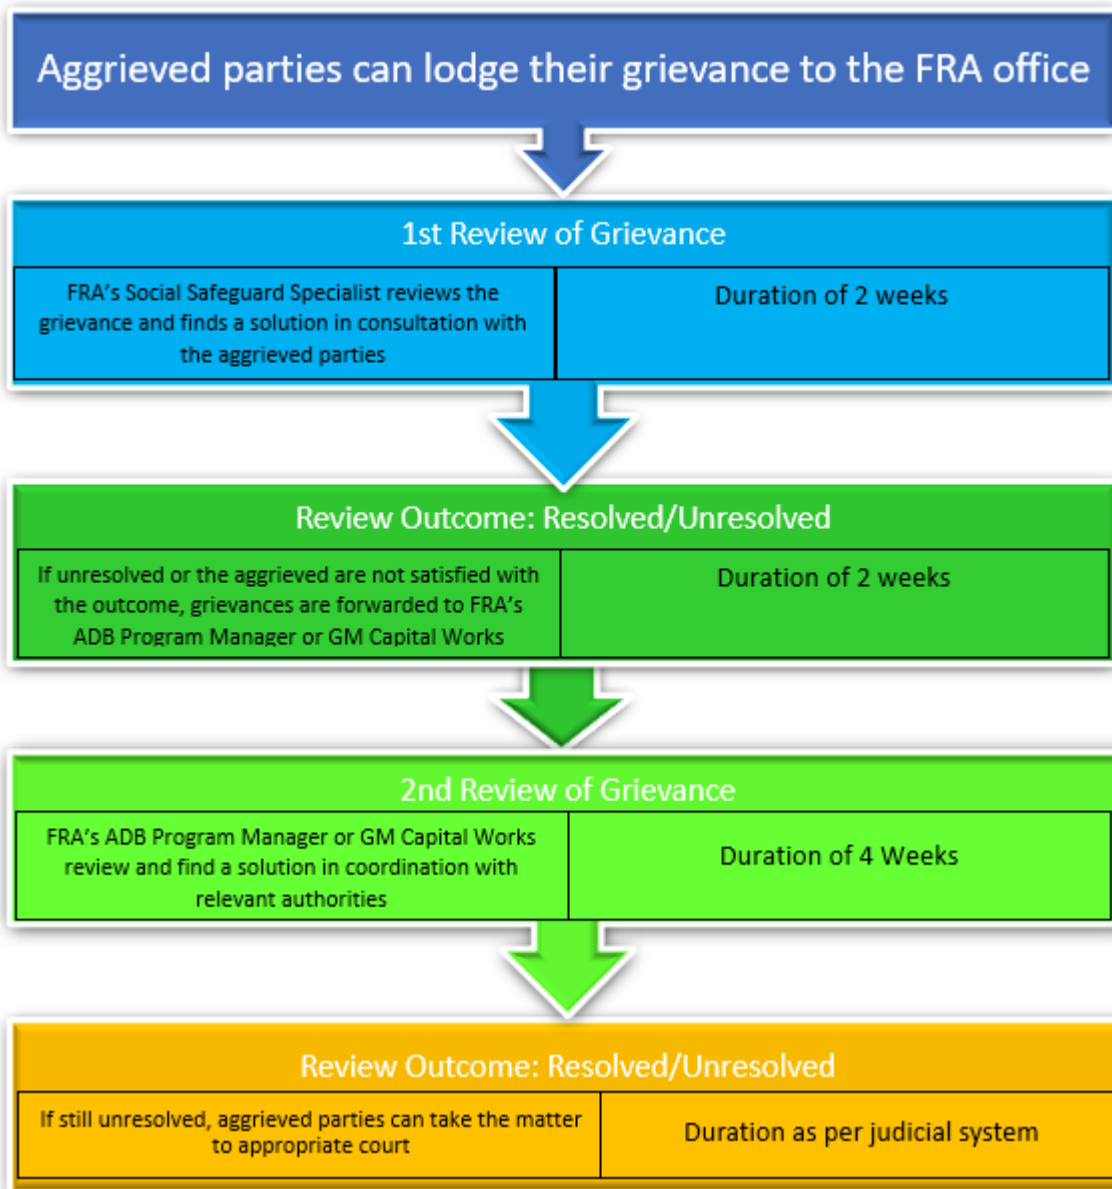 Aggrieved parties can lodge their grievance to the FRA office
1st Review of Grievance
FRA's Social Safeguard Specialist reviews the
grievance and finds a solution in consultation with
the aggrieved parties
Duration of 2 weeks
Review Outcome: Resolved/Unresolved
If unresolved or the aggrieved are not satisfied with
the outcome, grievances are forwarded to FRA's
ADB Program Manager or GM Capital Works
Duration of 2 weeks
2nd Review of Grievance
FRA's ADB Program Manager or GM Capital Works
review and find a solution in coordination with
relevant authorities
Duration of 4 Weeks
Review Outcome: Resolved/Unresolved
If still unresolved, aggrieved parties can take the matter
to appropriate court
Duration as per judicial system